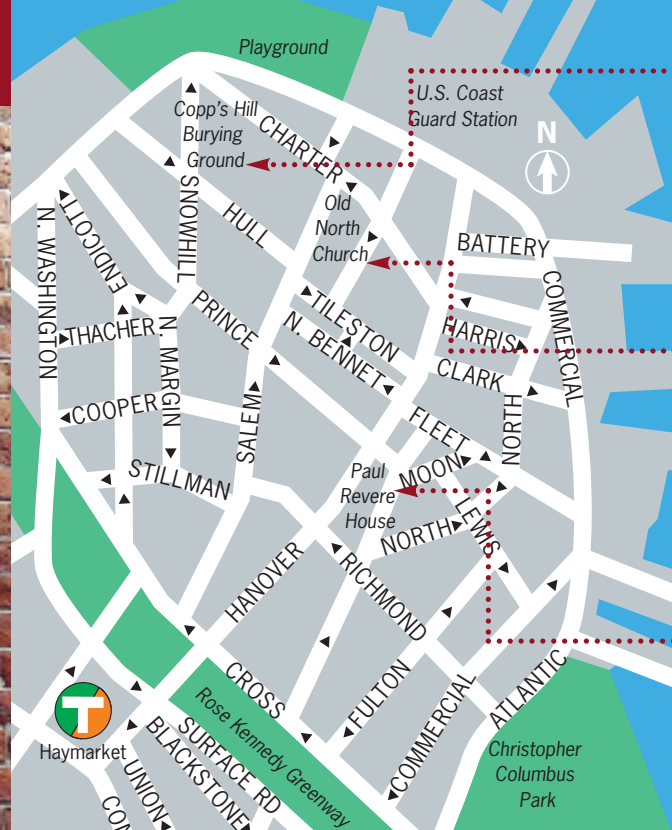 Playground
U.S. Coast
Guard Station
Copp's Hill
Burying
Ground
CHARTER
N
Old
North
Church
SNOWHILL
HULL
BATTERY
N. WASHINGTON
ENDICOTT
COMMERCIAL
THACHER
PRINCE
TILESTON
N. BENNET
HARRIS
N. MARGIN
CLARK
COOPER
SALEM
FLEET
NORTH
STILLMAN
Paul
Revere
House
MOON
LEWIS
NORTH
HANOVER
RICHMOND
CROSS
FULTON
COMMERCIAL
ATLANTIC
Rose Kennedy Greenway
T
Haymarket
SURFACE RD
BLACKSTONE
UNION
Christopher
Columbus
Park
CON